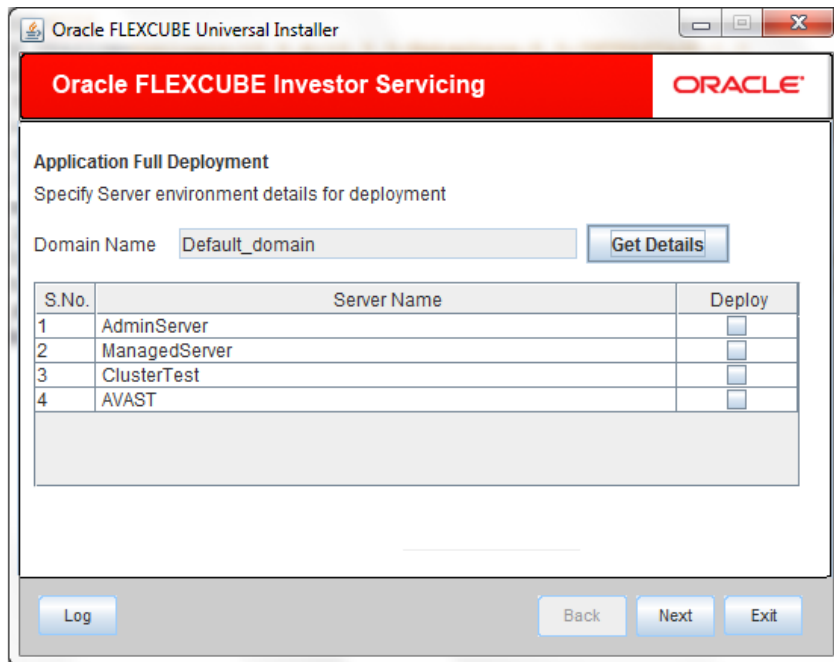 Oracle FLEXCUBE Universal Installer
Oracle FLEXCUBE Investor Servicing
ORACLE
Application Full Deployment
Specify Server environment details for deployment
Domain Name Default_domain Get Details
S.No. Server Name Deploy
1 AdminServer
2 ManagedServer
3 ClusterTest
4 AVAST
Log Back Next Exit